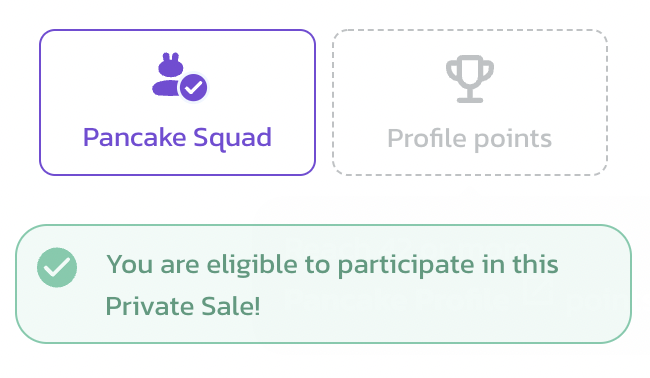 Pancake Squad
Profile points
You are eligible to participate in this
Private Sale!